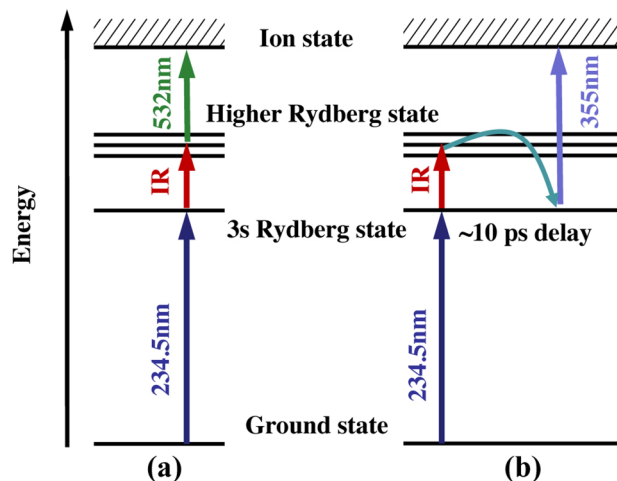 Ion state
532nm
355nm
Higher Rydberg state
IR
IR
Energy
3s Rydberg state
~10 ps delay
234.5nm
234.5nm
Ground state
(a)
(b)